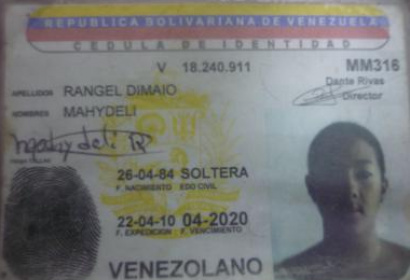 REPUBLICA BOLIVARIANA DE VENEZUELA
CEDULA DE IDENTIDAD
V 18.240.911 MM316
Dante Rivas
Director
APELLIDOS RANGEL DIMAIO
NOMBRES MAHYDELI
mahydeli R
26-04-84 SOLTERA
F. NACIMIENTO EDO CIVIL
22-04-10 04-2020
F. EXPEDICION F. VENCIMIENTO
VENEZOLANO